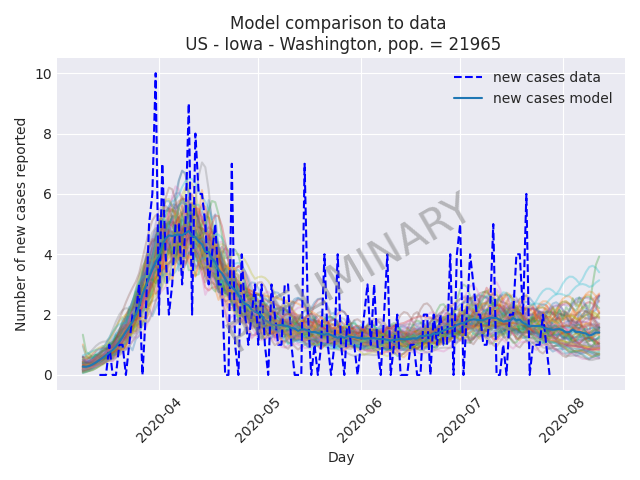 Model comparison to data
US - Iowa - Washington, pop. = 21965
Number of new cases reported
10
8
6
4
2
0
new cases data
new cases model
2020-04
2020-05
2020-06
2020-07
2020-08
Day